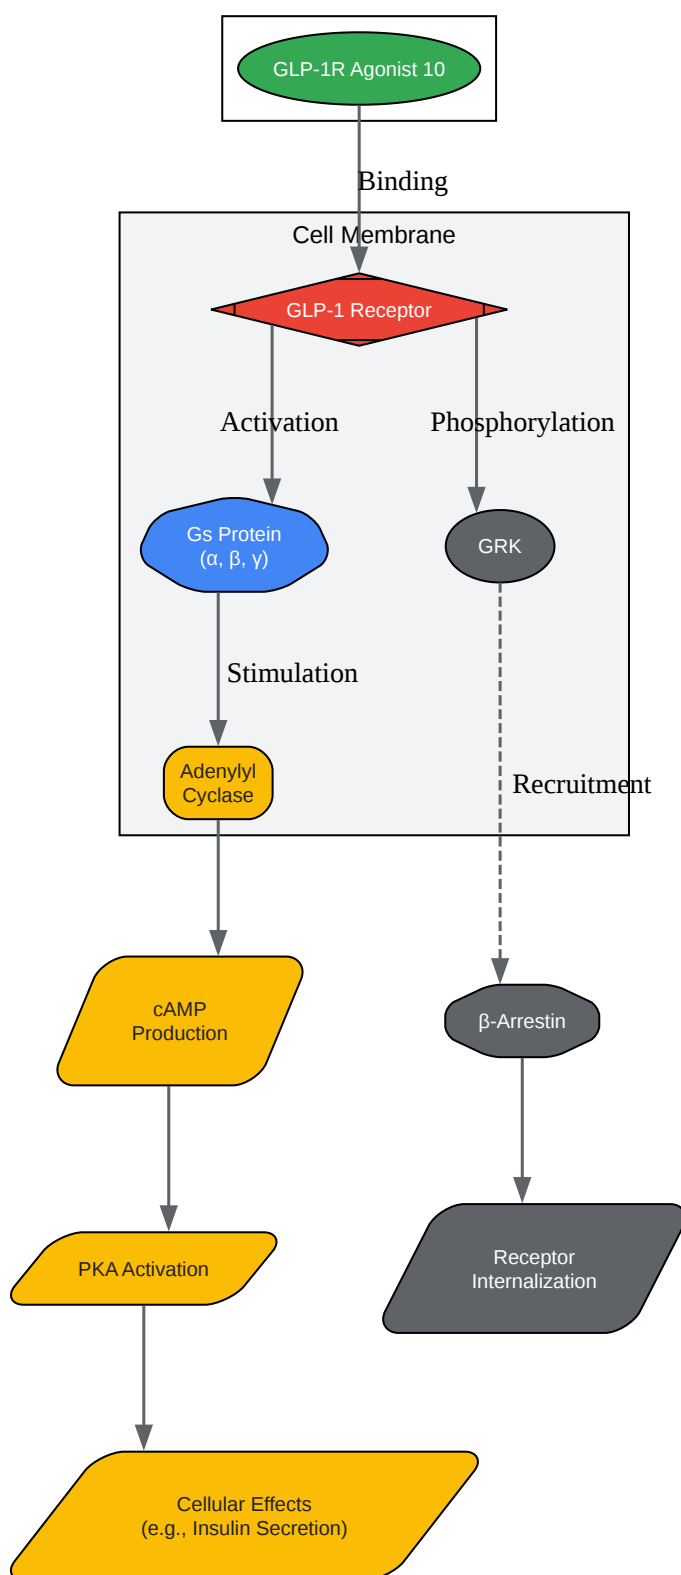 GLP-1R Agonist 10
Binding
Cell Membrane
GLP-1 Receptor
Activation
Phosphorylation
Gs Protein
(α, β, γ)
GRK
Stimulation
Adenylyl
Cyclase
Recruitment
cAMP
Production
β-Arrestin
PKA Activation
Receptor
Internalization
Cellular Effects
(e.g., Insulin Secretion)